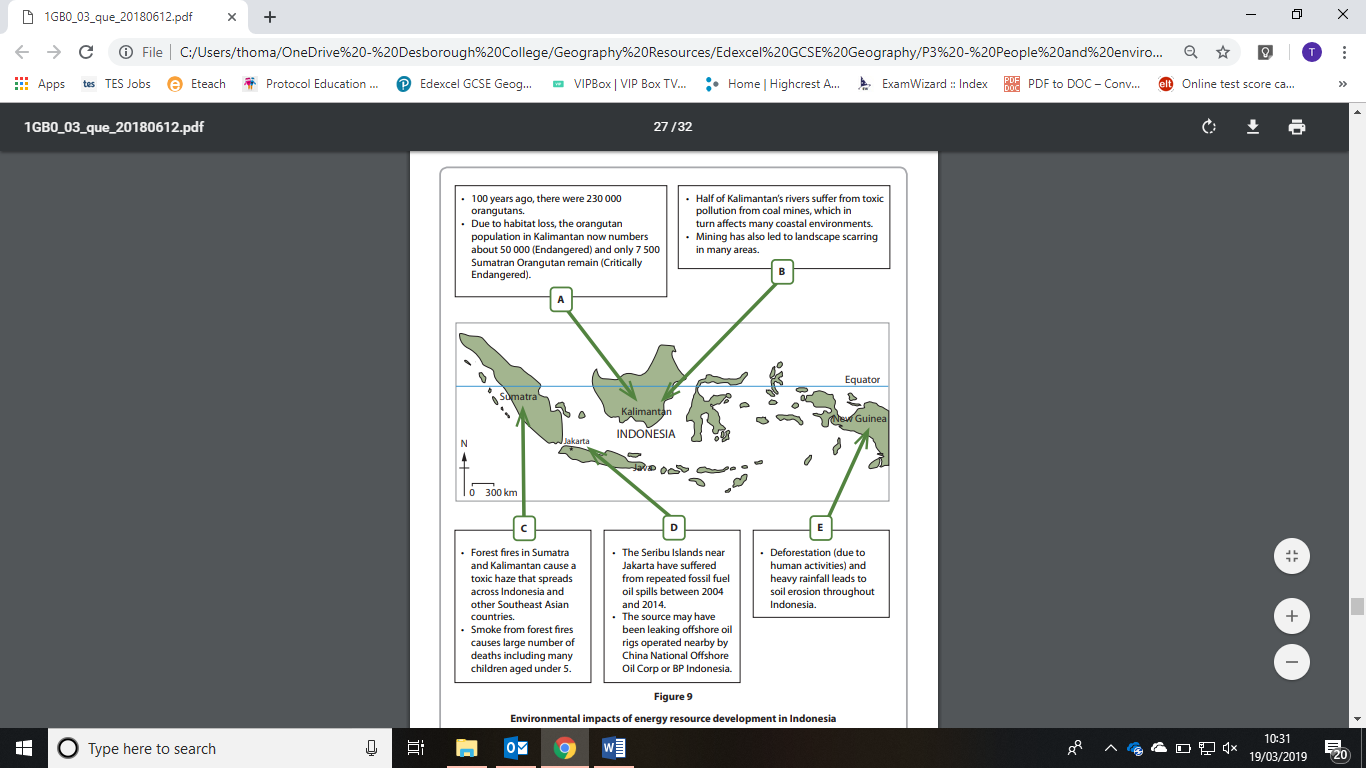 1GB0_03_que_20180612.pdf
File
C:/Users/thoma/OneDrive%20-%20Desborough%20College/Geography%20Resources/Edexcel%20GCSE%20Geography/P3%20-%20People%20and%20enviro...
T
Apps
tes TES Jobs
Eteach
Protocol Education ...
Edexcel GCSE Geog...
VIPBox | VIP Box TV...
Home | Highcrest A...
ExamWizard :: Index
PDF to DOC – Conv...
elt Online test score ca...
»
1GB0_03_que_20180612.pdf
27 / 32
• 100 years ago, there were 230 000
orangutans.
• Due to habitat loss, the orangutan
population in Kalimantan now numbers
about 50 000 (Endangered) and only 7 500
Sumatran Orangutan remain (Critically
Endangered).
A
• Half of Kalimantan's rivers suffer from toxic
pollution from coal mines, which in
turn affects many coastal environments.
• Mining has also led to landscape scarring
in many areas.
B
Equator
Sumatra
Kalimantan
New Guinea
INDONESIA
Jakarta
Java
N
0 300 km
C
• Forest fires in Sumatra
and Kalimantan cause a
toxic haze that spreads
across Indonesia and
other Southeast Asian
countries.
• Smoke from forest fires
causes large number of
deaths including many
children aged under 5.
D
• The Seribu Islands near
Jakarta have suffered
from repeated fossil fuel
oil spills between 2004
and 2014.
• The source may have
been leaking offshore oil
rigs operated nearby by
China National Offshore
Oil Corp or BP Indonesia.
E
• Deforestation (due to
human activities) and
heavy rainfall leads to
soil erosion throughout
Indonesia.
Figure 9
Environmental impacts of energy resource development in Indonesia
Type here to search
10:31
19/03/2019
20